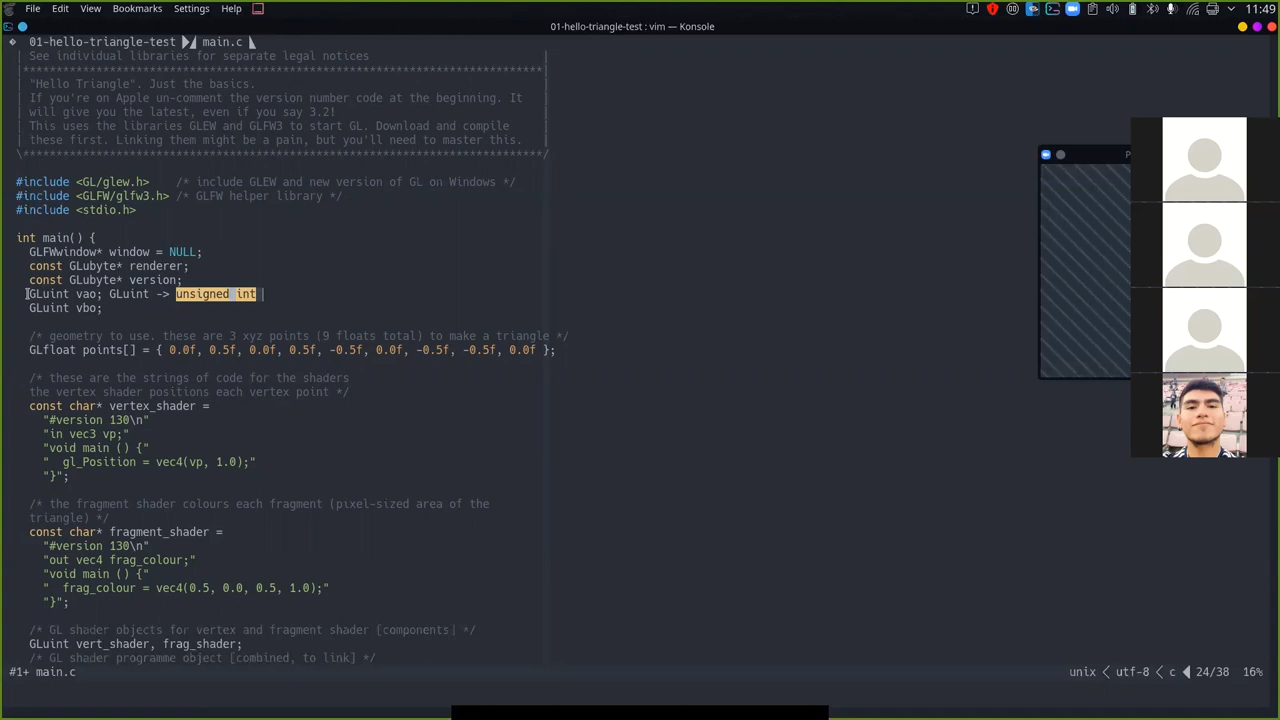 File Edit View Bookmarks Settings Help
11:49
01-hello-triangle-test : vim — Konsole
01-hello-triangle-test main.c
| See individual libraries for separate legal notices |
|******************************************************************************|
| "Hello Triangle". Just the basics.
| If you're on Apple un-comment the version number code at the beginning. It
| will give you the latest, even if you say 3.2!
| This uses the libraries GLEW and GLFW3 to start GL. Download and compile
| these first. Linking them might be a pain, but you'll need to master this.
\******************************************************************************/
#include <GL/glew.h> /* include GLEW and new version of GL on Windows */
#include <GLFW/glfw3.h> /* GLFW helper library */
#include <stdio.h>
int main() {
GLFWwindow* window = NULL;
const GLubyte* renderer;
const GLubyte* version;
GLuint vao; GLuint -> unsigned int
GLuint vbo;
/* geometry to use. these are 3 xyz points (9 floats total) to make a triangle */
GLfloat points[] = { 0.0f, 0.5f, 0.0f, 0.5f, -0.5f, 0.0f, -0.5f, -0.5f, 0.0f };
/* these are the strings of code for the shaders
the vertex shader positions each vertex point */
const char* vertex_shader =
"#version 130\n"
"in vec3 vp;"
"void main () {"
"  gl_Position = vec4(vp, 1.0);"
"}";
/* the fragment shader colours each fragment (pixel-sized area of the
triangle) */
const char* fragment_shader =
"#version 130\n"
"out vec4 frag_colour;"
"void main () {"
"  frag_colour = vec4(0.5, 0.0, 0.5, 1.0);"
"}";
/* GL shader objects for vertex and fragment shader [components] */
GLuint vert_shader, frag_shader;
/* GL shader programme object [combined, to link] */
#1+ main.c
unix < utf-8 < c 24/38 16%